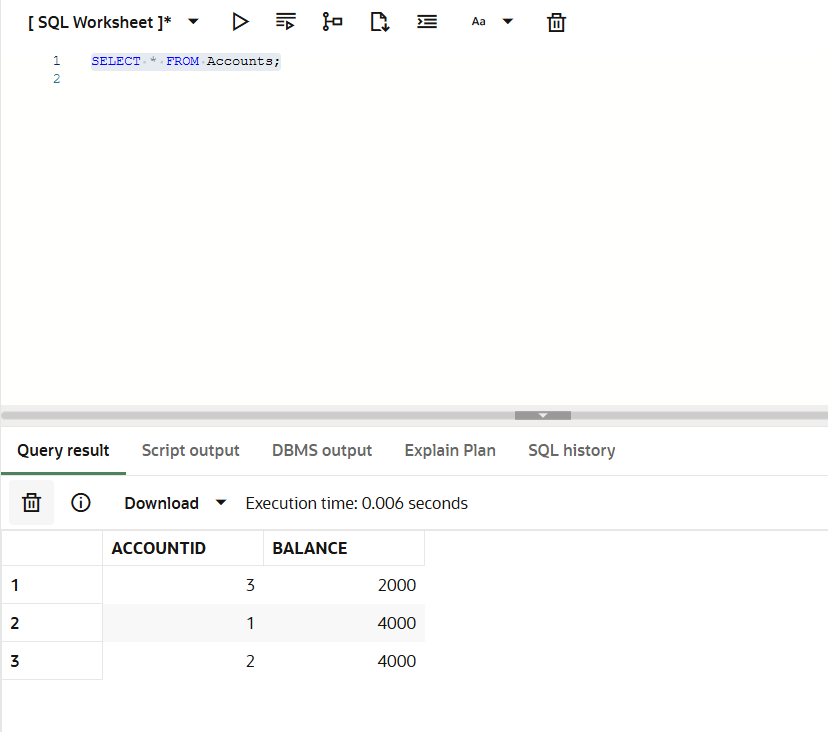 [ SQL Worksheet ]* Aa
1 SELECT * FROM Accounts;
2
Query result Script output DBMS output Explain Plan SQL history
Download Execution time: 0.006 seconds
ACCOUNTID BALANCE
1 3 2000
2 1 4000
3 2 4000